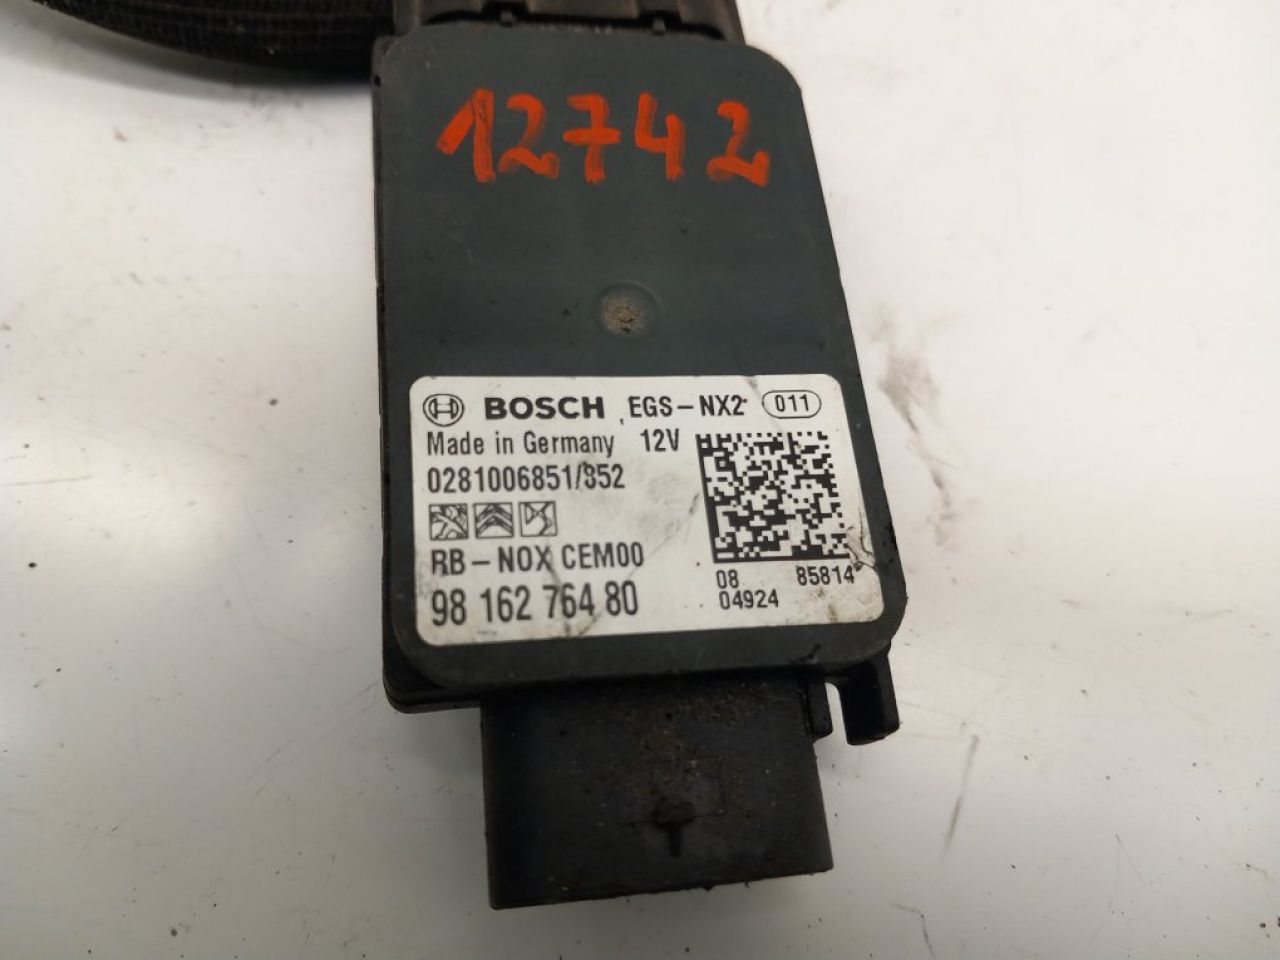 12742
BOSCH EGS-NX2 011
Made in Germany 12V
0281006851/852
RB-NOX CEM00
98 162 764 80
08 85814
04924